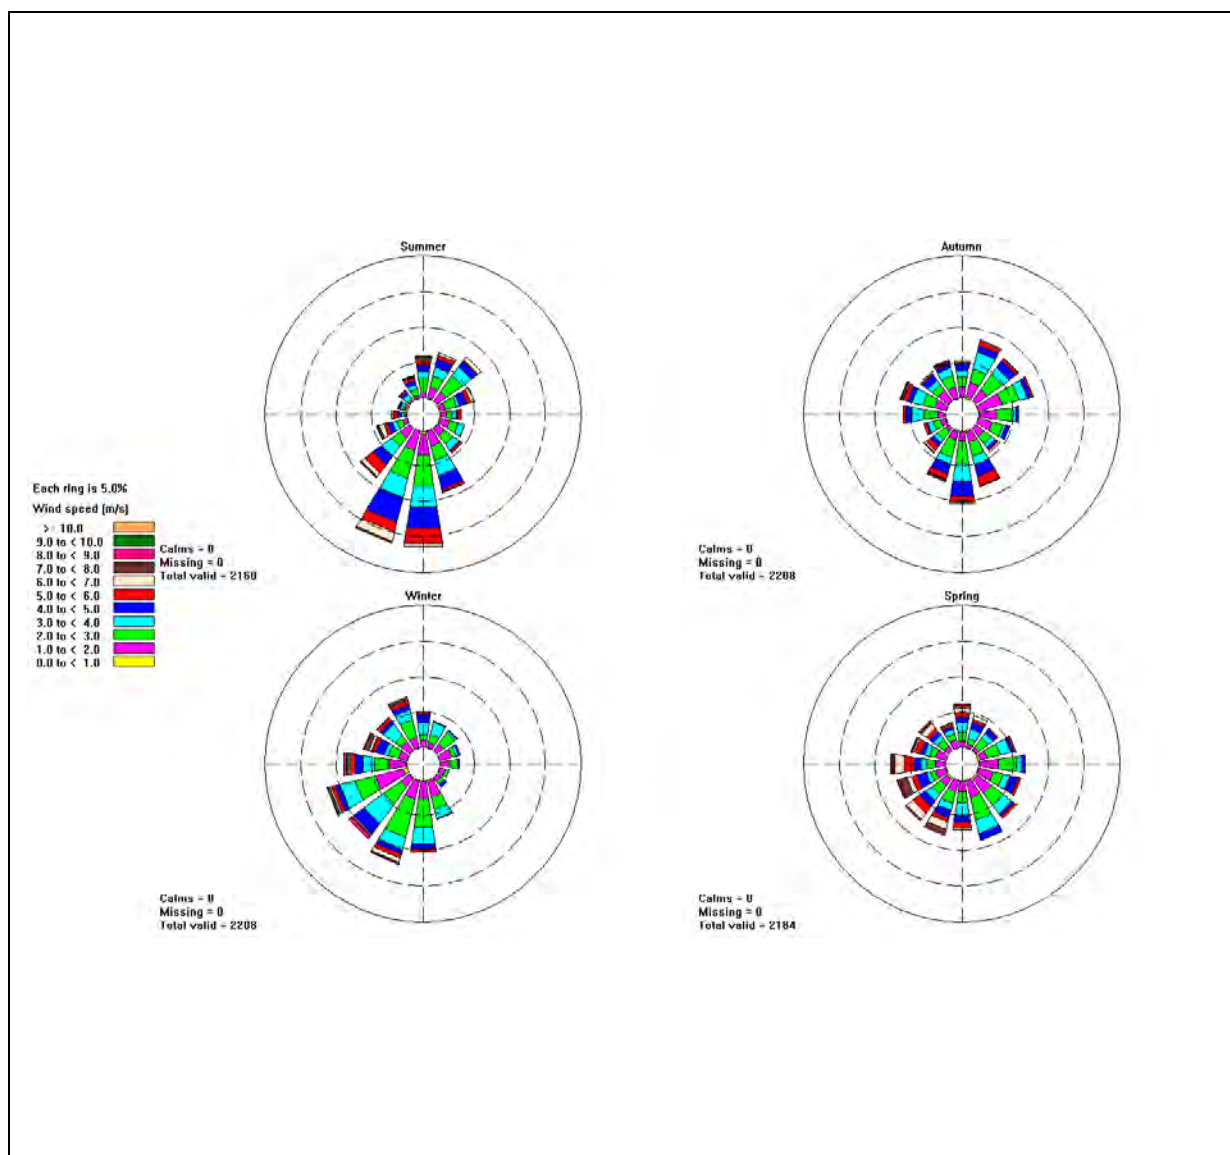 Summer
Autumn
Each ring is 5.0%
Wind speed (m/s)
>= 10.0
9.0 to < 10.0
8.0 to < 9.0
7.0 to < 8.0
6.0 to < 7.0
5.0 to < 6.0
4.0 to < 5.0
3.0 to < 4.0
2.0 to < 3.0
1.0 to < 2.0
0.0 to < 1.0
Calms = 0
Missing = 0
Total valid = 2160
Calms = 0
Missing = 0
Total valid = 2208
Winter
Spring
Calms = 0
Missing = 0
Total valid = 2208
Calms = 0
Missing = 0
Total valid = 2184